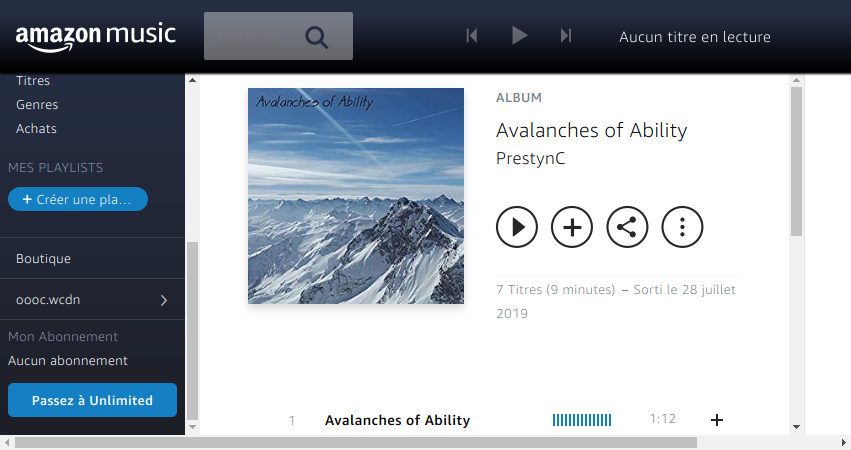 amazon music
Aucun titre en lecture
Titres
Genres
Achats
MES PLAYLISTS
+ Créer une pla...
Boutique
oooc.wcdn
Mon Abonnement
Aucun abonnement
Passez à Unlimited
Avalanches of Ability
ALBUM
Avalanches of Ability
PrestynC
7 Titres (9 minutes) – Sorti le 28 juillet
2019
1 Avalanches of Ability 1:12 +